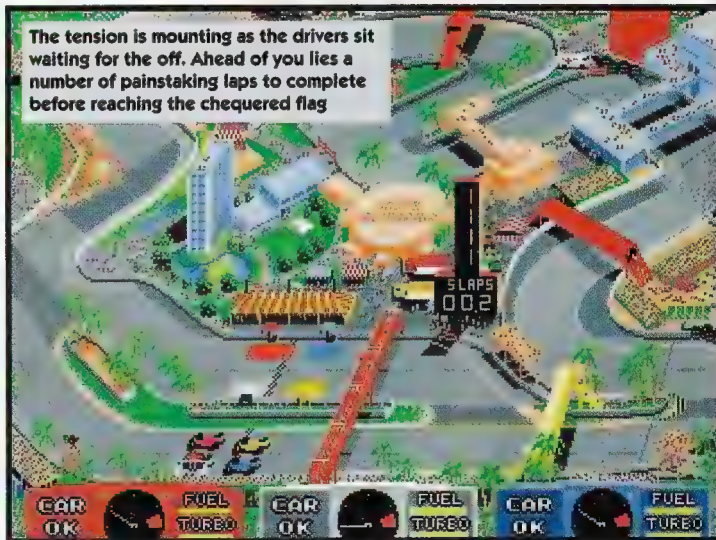 The tension is mounting as the drivers sit
waiting for the off. Ahead of you lies a
number of painstaking laps to complete
before reaching the chequered flag
SLAPS
002
CAR
OK
FUEL
TURBO
CAR
OK
FUEL
TURBO
CAR
OK
FUEL
TURBO